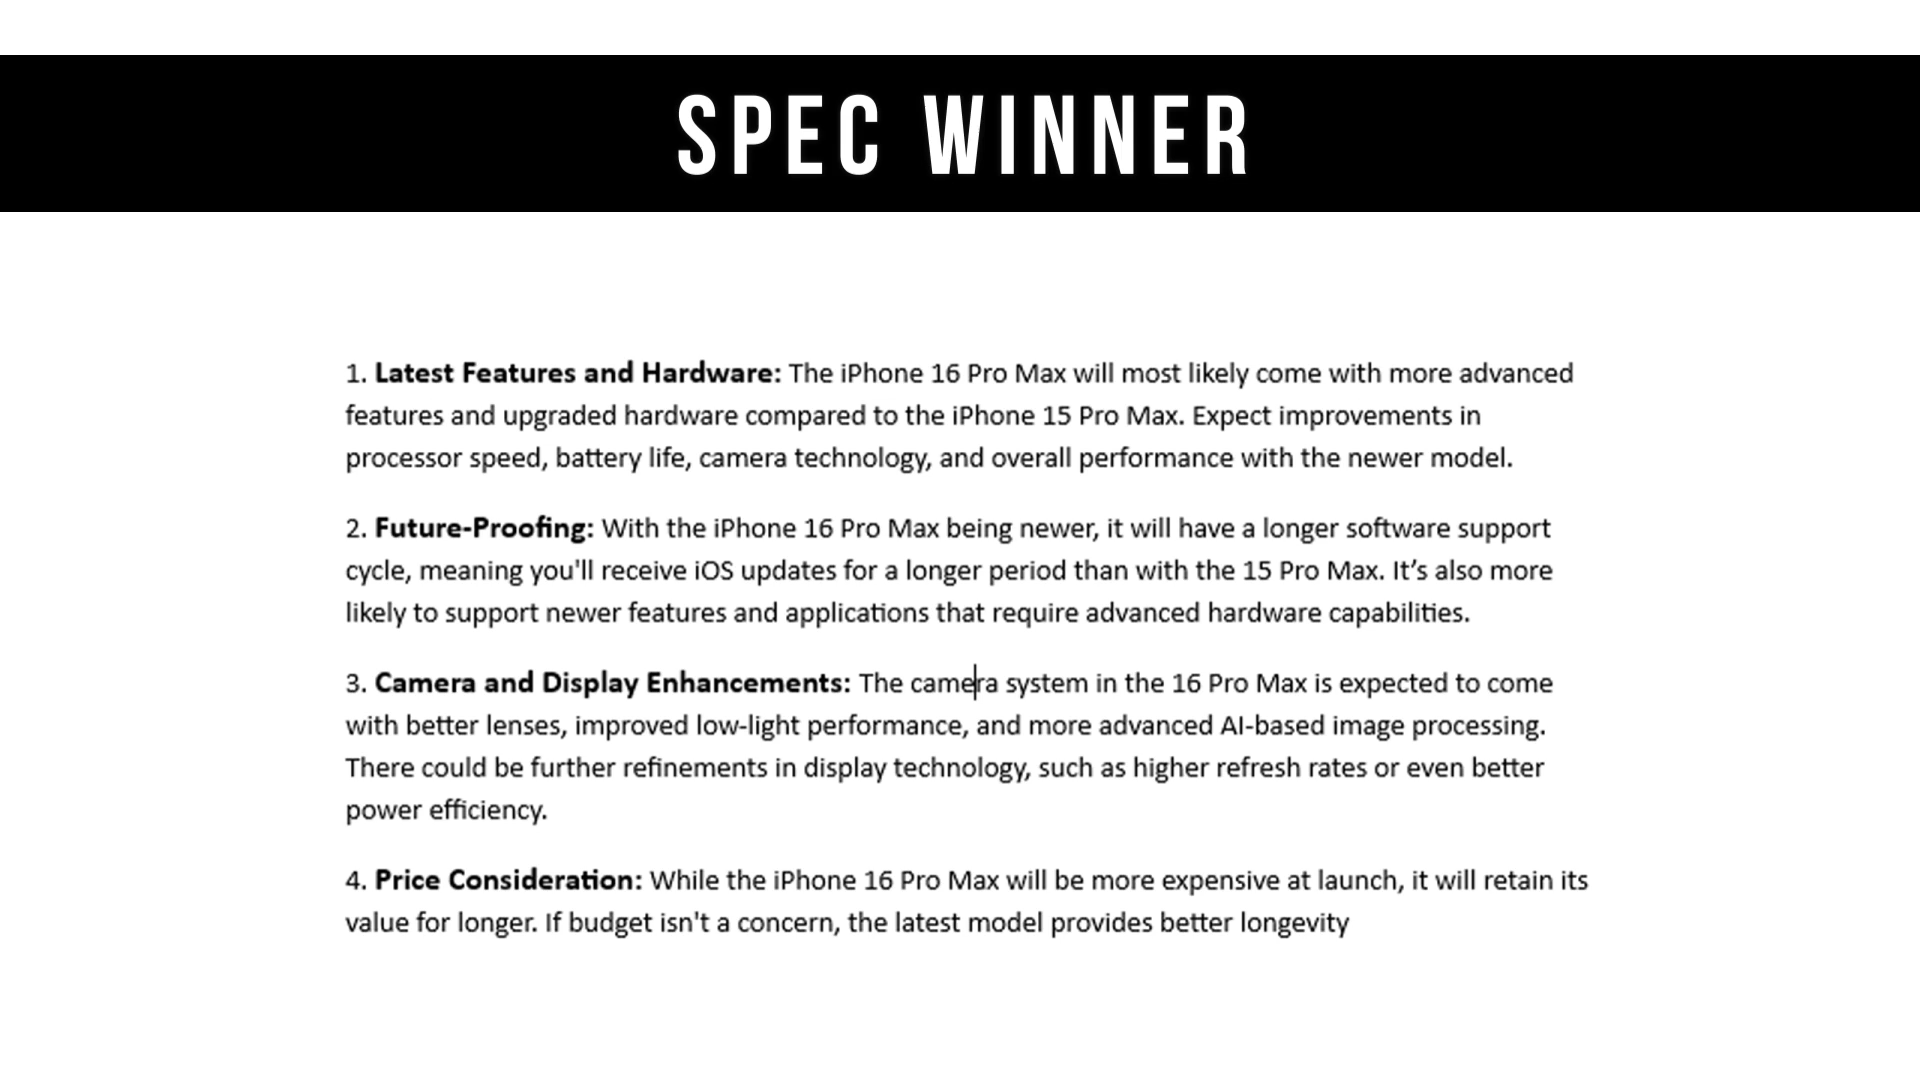 SPEC WINNER
1. Latest Features and Hardware: The iPhone 16 Pro Max will most likely come with more advanced
features and upgraded hardware compared to the iPhone 15 Pro Max. Expect improvements in
processor speed, battery life, camera technology, and overall performance with the newer model.
2. Future-Proofing: With the iPhone 16 Pro Max being newer, it will have a longer software support
cycle, meaning you'll receive iOS updates for a longer period than with the 15 Pro Max. It’s also more
likely to support newer features and applications that require advanced hardware capabilities.
3. Camera and Display Enhancements: The camera system in the 16 Pro Max is expected to come
with better lenses, improved low-light performance, and more advanced AI-based image processing.
There could be further refinements in display technology, such as higher refresh rates or even better
power efficiency.
4. Price Consideration: While the iPhone 16 Pro Max will be more expensive at launch, it will retain its
value for longer. If budget isn't a concern, the latest model provides better longevity